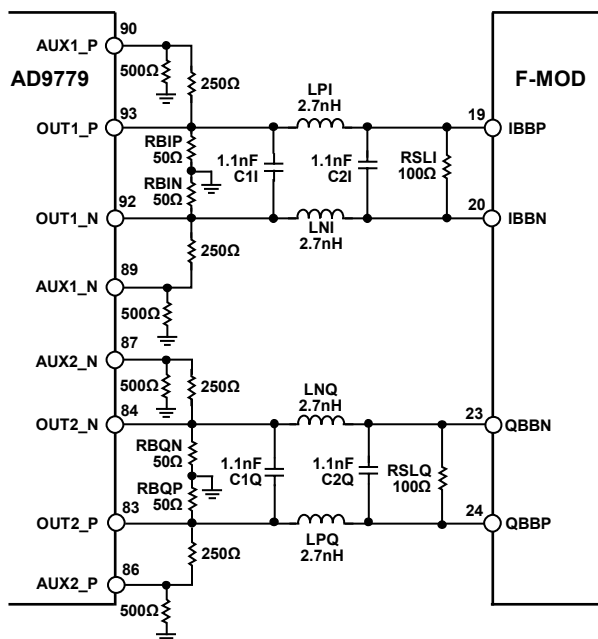 AD9779
F-MOD
AUX1_P
90
500Ω
250Ω
LPI
2.7nH
OUT1_P
93
19
IBBP
RBIP
50Ω
1.1nF
C1I
1.1nF
C2I
RSLI
100Ω
RBIN
50Ω
OUT1_N
92
20
IBBN
LNI
2.7nH
250Ω
AUX1_N
89
500Ω
AUX2_N
87
500Ω
250Ω
LNQ
2.7nH
OUT2_N
84
23
QBBN
RBQN
50Ω
1.1nF
C1Q
1.1nF
C2Q
RSLQ
100Ω
RBQP
50Ω
OUT2_P
83
24
QBBP
LPQ
2.7nH
250Ω
AUX2_P
86
500Ω